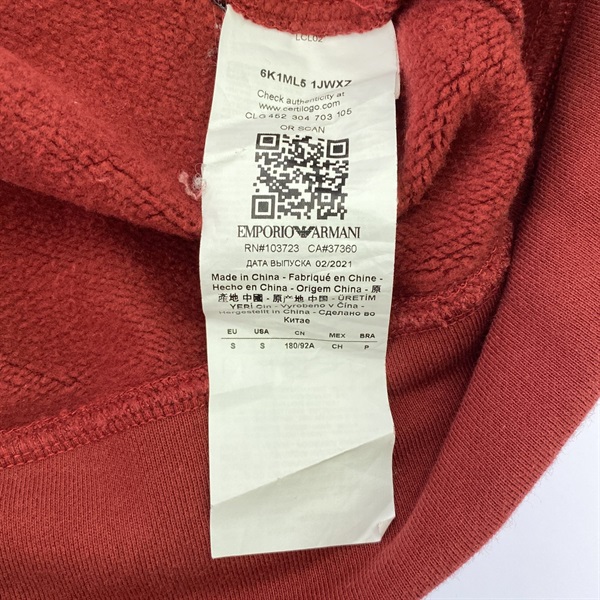 LCL02
6K1ML5 1JWXZ
Check authenticity at
www.certilogo.com
CLG 452 304 703 105
OR SCAN
EMPORIO ARMANI
RN#103723 CA#37360
ДАТА ВЫПУСКА 02/2021
Made in China - Fabriqué en Chine -
Hecho en China - Origem China - 原
産地 中國 - 原产地 中国 - ÜRETİM
YERİ Çin - Vyrobeno v Čína -
Hergestellt in China - Сделано во
Китае
EU USA CN MEX BRA
S S 180/92A CH P